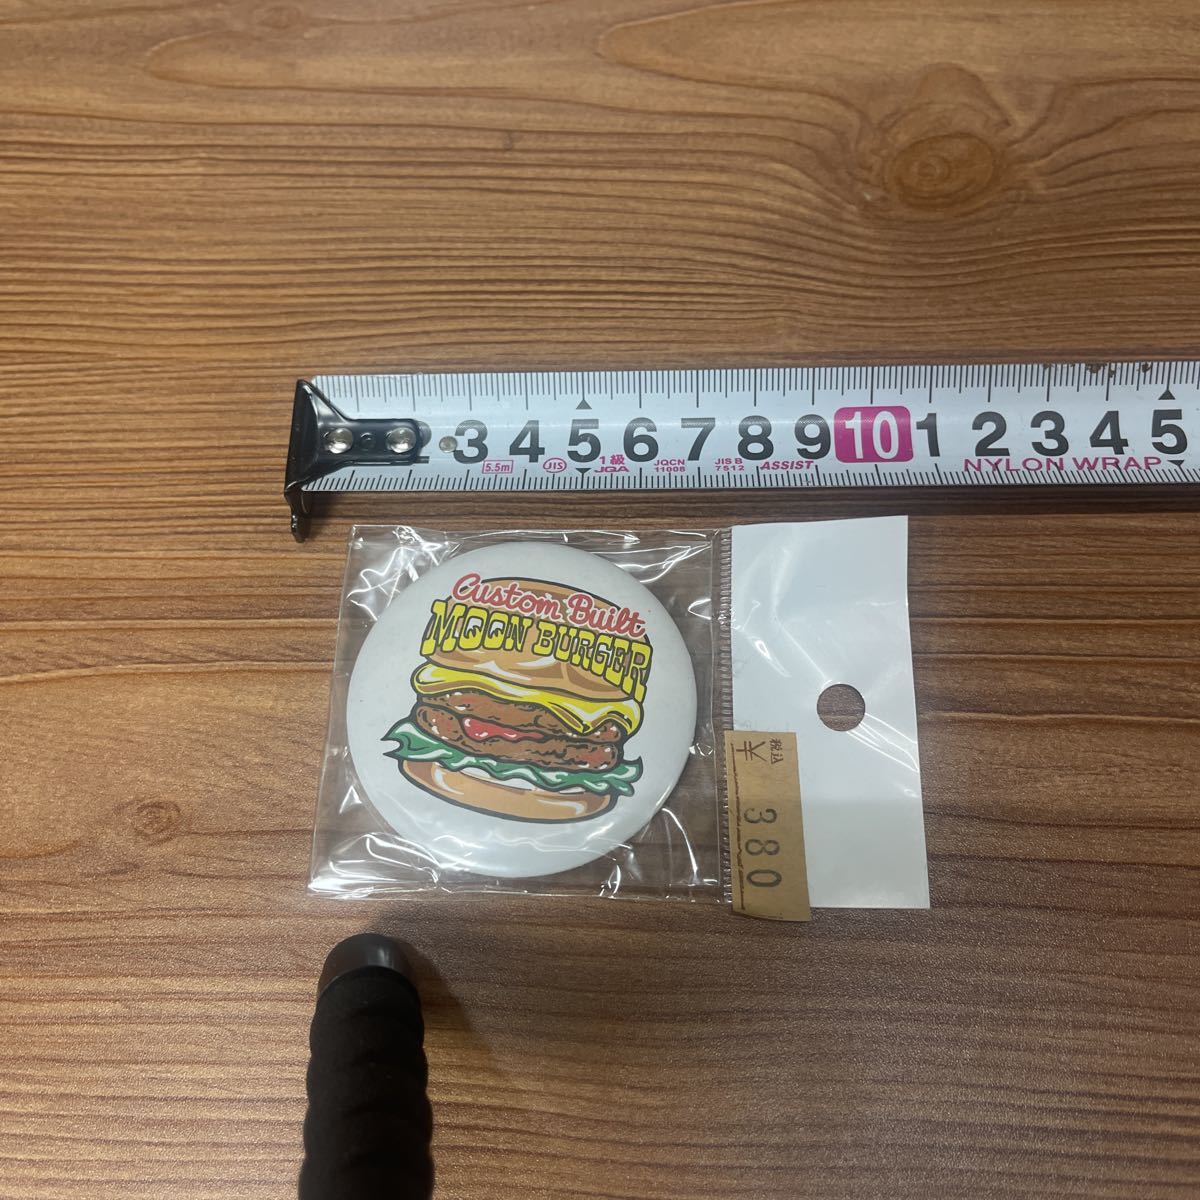 2 3 4 5 6 7 8 9 10 1 2 3 4 5
5.5m JIS 1級 JQA JQCN 11008 JIS B 7512 ASSIST NYLON WRAP
Custom Built
MOON BURGER
税込
¥ 380